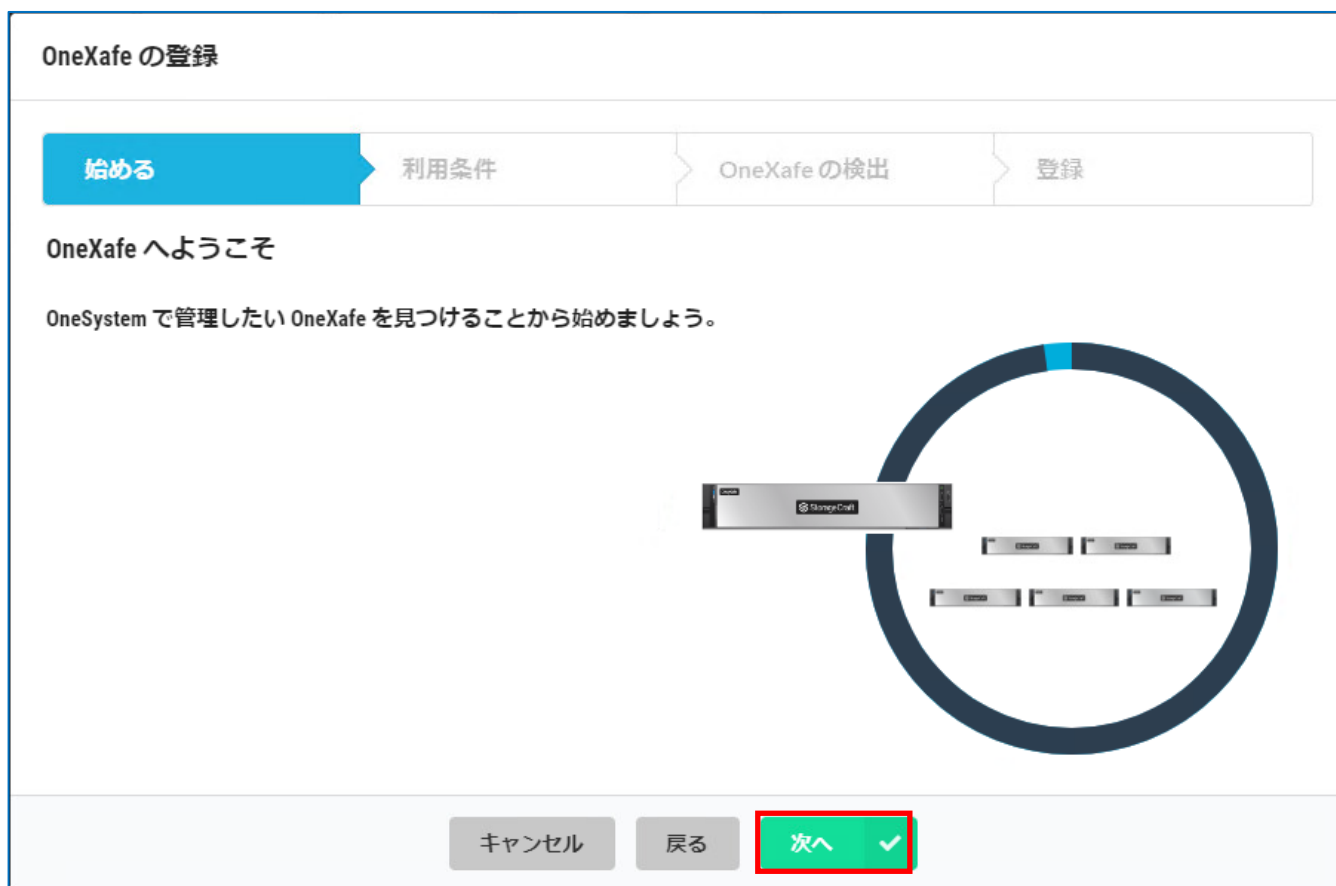 OneXafe の登録
始める
利用条件
OneXafe の検出
登録
OneXafe へようこそ
OneSystem で管理したい OneXafe を見つけることから始めましょう。
StorageCraft
キャンセル
戻る
次へ